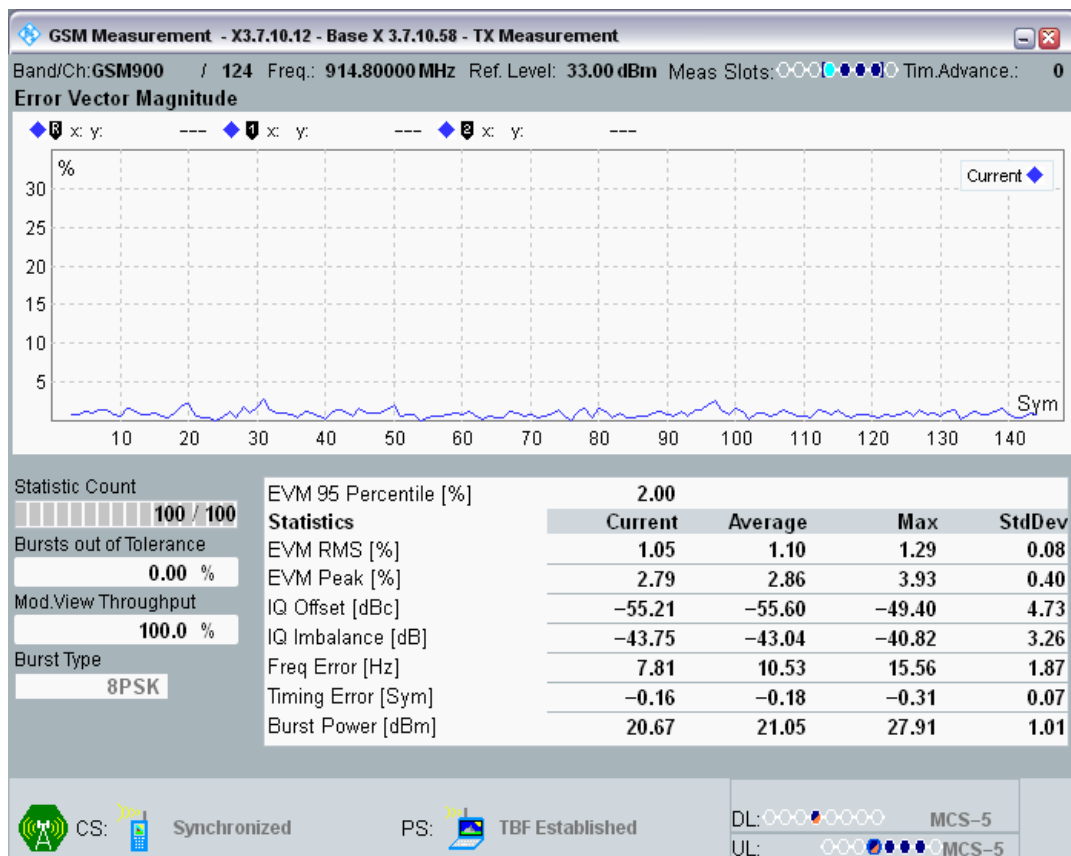 GSM Measurement - X3.7.10.12 - Base X 3.7.10.58 - TX Measurement
Band/Ch:GSM900 / 124 Freq.: 914.80000 MHz Ref. Level: 33.00 dBm Meas Slots: Tim.Advance.: 0
Error Vector Magnitude
R x: y: --- 1 x: y: --- 2 x: y: ---
%
Current
30
25
20
15
10
5
Sym
10 20 30 40 50 60 70 80 90 100 110 120 130 140
Statistic Count
100 / 100
Bursts out of Tolerance
0.00 %
Mod.View Throughput
100.0 %
Burst Type
8PSK
EVM 95 Percentile [%] 2.00
Statistics Current Average Max StdDev
EVM RMS [%] 1.05 1.10 1.29 0.08
EVM Peak [%] 2.79 2.86 3.93 0.40
IQ Offset [dBc] −55.21 −55.60 −49.40 4.73
IQ Imbalance [dB] −43.75 −43.04 −40.82 3.26
Freq Error [Hz] 7.81 10.53 15.56 1.87
Timing Error [Sym] −0.16 −0.18 −0.31 0.07
Burst Power [dBm] 20.67 21.05 27.91 1.01
CS: Synchronized PS: TBF Established
DL: MCS−5
UL: MCS−5